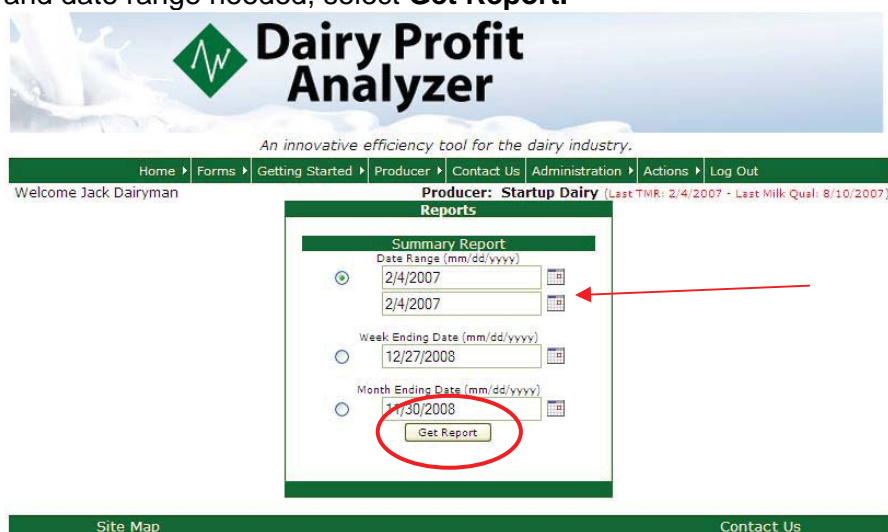 and date range needed, select Get Report.
Dairy Profit
Analyzer
An innovative efficiency tool for the dairy industry.
Home Forms Getting Started Producer Contact Us Administration Actions Log Out
Welcome Jack Dairyman Producer: Startup Dairy (Last TMR: 2/4/2007 - Last Milk Qual: 8/10/2007)
Reports
Summary Report
Date Range (mm/dd/yyyy)
2/4/2007
2/4/2007
Week Ending Date (mm/dd/yyyy)
12/27/2008
Month Ending Date (mm/dd/yyyy)
11/30/2008
Get Report
Site Map Contact Us